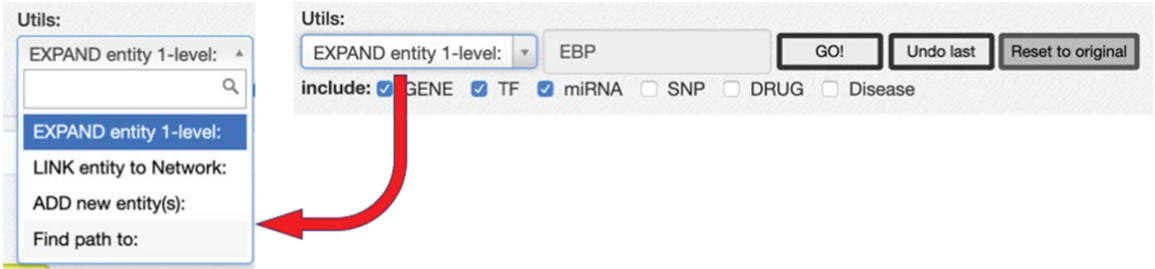 Utils:
EXPAND entity 1-level:
EXPAND entity 1-level:
LINK entity to Network:
ADD new entity(s):
Find path to:
Utils:
EXPAND entity 1-level: EBP GO! Undo last Reset to original
include: GENE TF miRNA SNP DRUG Disease